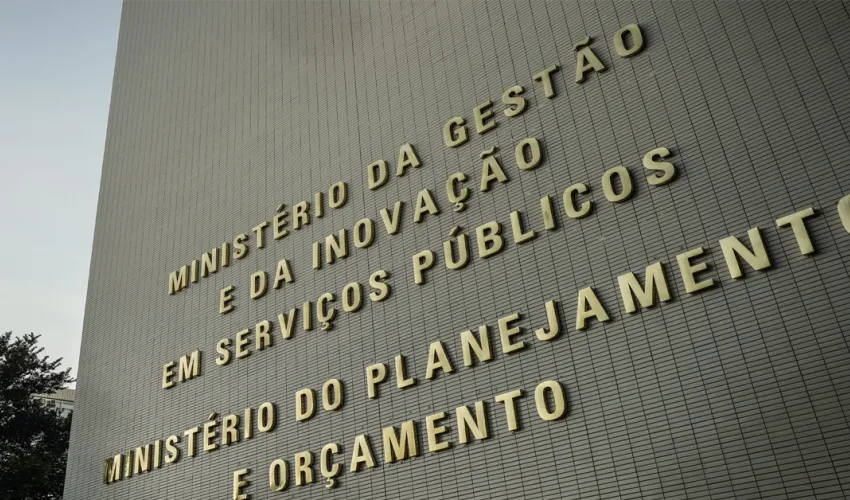 MINISTÉRIO DA GESTÃO
E DA INOVAÇÃO
EM SERVIÇOS PÚBLICOS
MINISTÉRIO DO PLANEJAMENTO
E ORÇAMENTO